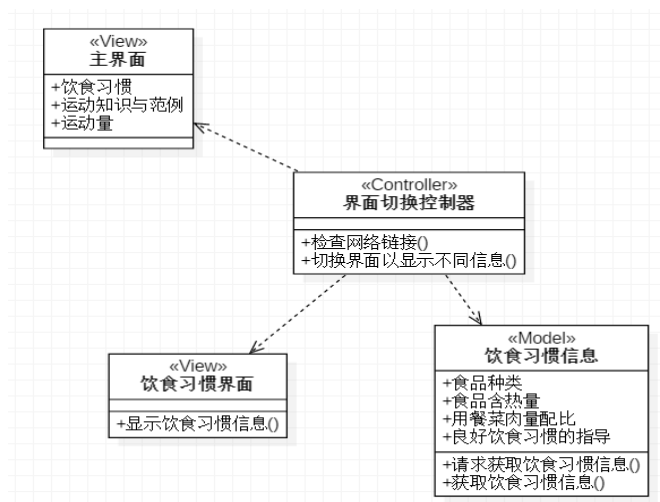 «View»
主界面
+饮食习惯
+运动知识与范例
+运动量
«Controller»
界面切换控制器
+检查网络链接()
+切换界面以显示不同信息()
«View»
饮食习惯界面
+显示饮食习惯信息()
«Model»
饮食习惯信息
+食品种类
+食品含热量
+用餐菜肉量配比
+良好饮食习惯的指导
+请求获取饮食习惯信息()
+获取饮食习惯信息()